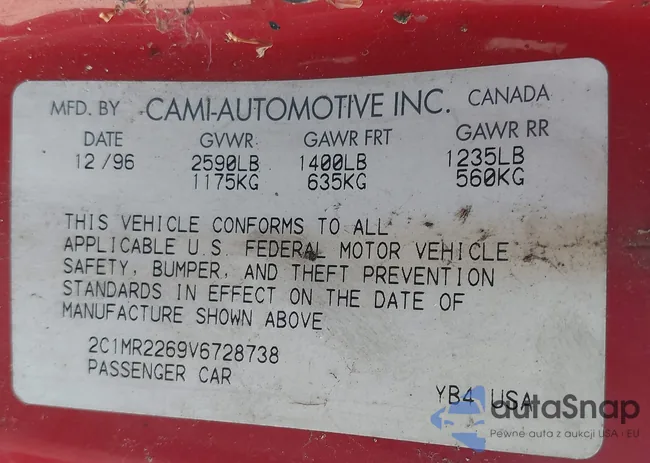 MFD. BY CAMI-AUTOMOTIVE INC. CANADA
DATE GVWR GAWR FRT GAWR RR
12/96 2590LB 1400LB 1235LB
1175KG 635KG 560KG
THIS VEHICLE CONFORMS TO ALL
APPLICABLE U.S. FEDERAL MOTOR VEHICLE
SAFETY, BUMPER, AND THEFT PREVENTION
STANDARDS IN EFFECT ON THE DATE OF
MANUFACTURE SHOWN ABOVE
2C1MR2269V6728738
PASSENGER CAR
YB4 USA
autaSnap
Pewne auta z aukcji USA · EU